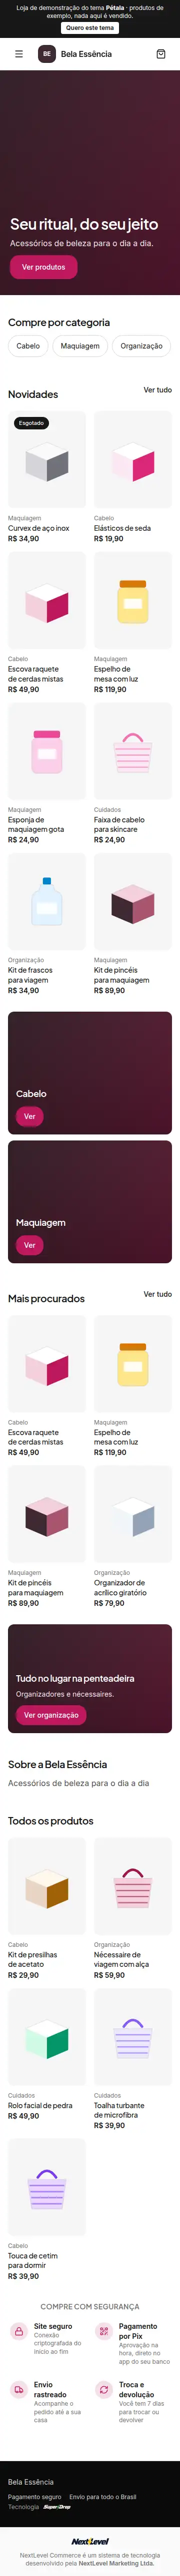 Loja de demonstração do tema Pétala · produtos de
exemplo, nada aqui é vendido.
Quero este tema
BE
Bela Essência
Seu ritual, do seu jeito
Acessórios de beleza para o dia a dia.
Ver produtos
Compre por categoria
Cabelo
Maquiagem
Organização
Novidades
Ver tudo
Esgotado
Maquiagem
Curvex de aço inox
R$ 34,90
Cabelo
Elásticos de seda
R$ 19,90
Cabelo
Escova raquete
de cerdas mistas
R$ 49,90
Maquiagem
Espelho de
mesa com luz
R$ 119,90
Maquiagem
Esponja de
maquiagem gota
R$ 24,90
Cuidados
Faixa de cabelo
para skincare
R$ 24,90
Organização
Kit de frascos
para viagem
R$ 34,90
Maquiagem
Kit de pincéis
para maquiagem
R$ 89,90
Cabelo
Ver
Maquiagem
Ver
Mais procurados
Ver tudo
Cabelo
Escova raquete
de cerdas mistas
R$ 49,90
Maquiagem
Espelho de
mesa com luz
R$ 119,90
Maquiagem
Kit de pincéis
para maquiagem
R$ 89,90
Organização
Organizador de
acrílico giratório
R$ 79,90
Tudo no lugar na penteadeira
Organizadores e nécessaires.
Ver organização
Sobre a Bela Essência
Acessórios de beleza para o dia a dia
Todos os produtos
Cabelo
Kit de presilhas
de acetato
R$ 29,90
Organização
Nécessaire de
viagem com alça
R$ 59,90
Cuidados
Rolo facial de pedra
R$ 49,90
Cuidados
Toalha turbante
de microfibra
R$ 39,90
Cabelo
Touca de cetim
para dormir
R$ 39,90
COMPRE COM SEGURANÇA
Site seguro
Conexão
criptografada do
início ao fim
Pagamento
por Pix
Aprovação na
hora, direto no
app do seu banco
Envio
rastreado
Acompanhe o
pedido até a sua
casa
Troca e
devolução
Você tem 7 dias
para trocar ou
devolver
Bela Essência
Pagamento seguro
Envio para todo o Brasil
Tecnologia SuperDrop
NextLevel
NextLevel Commerce é um sistema de tecnologia
desenvolvido pela NextLevel Marketing Ltda.